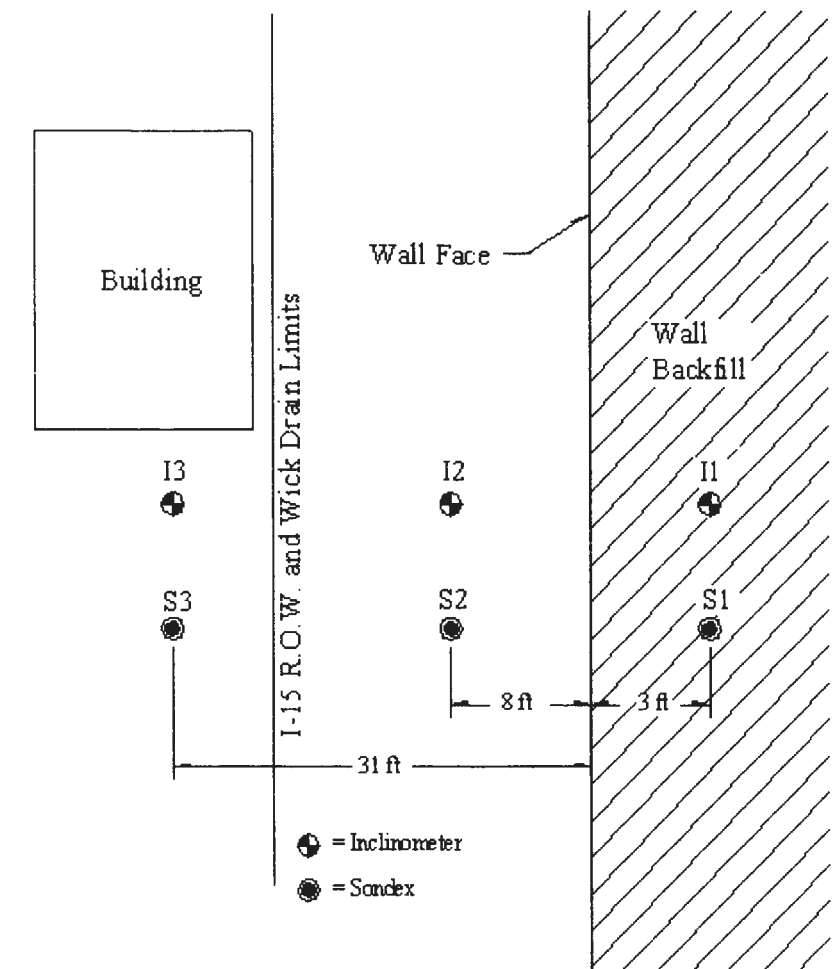 Wall Face
Building
Wall
Backfill
I-15 R.O.W. and Wick Drain Limits
I3
I2
I1
S3
S2
S1
8 ft
3 ft
31 ft
= Inclinometer
= Sondex